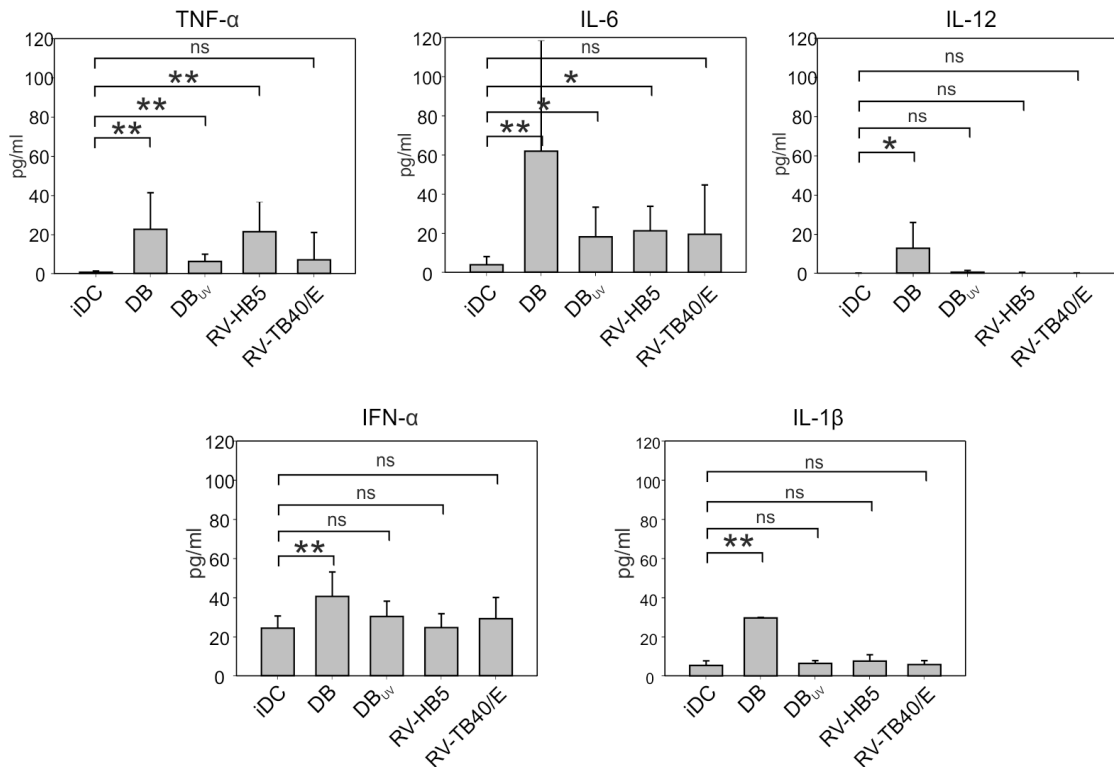 TNF-α
pg/ml
120
100
80
60
40
20
0
ns
**
**
**
iDC
DB
DBUV
RV-HB5
RV-TB40/E
IL-6
pg/ml
120
100
80
60
40
20
0
ns
*
*
**
iDC
DB
DBUV
RV-HB5
RV-TB40/E
IL-12
pg/ml
120
100
80
60
40
20
0
ns
ns
ns
*
iDC
DB
DBUV
RV-HB5
RV-TB40/E
IFN-α
pg/ml
120
100
80
60
40
20
0
ns
ns
ns
**
iDC
DB
DBUV
RV-HB5
RV-TB40/E
IL-1β
pg/ml
120
100
80
60
40
20
0
ns
ns
ns
**
iDC
DB
DBUV
RV-HB5
RV-TB40/E